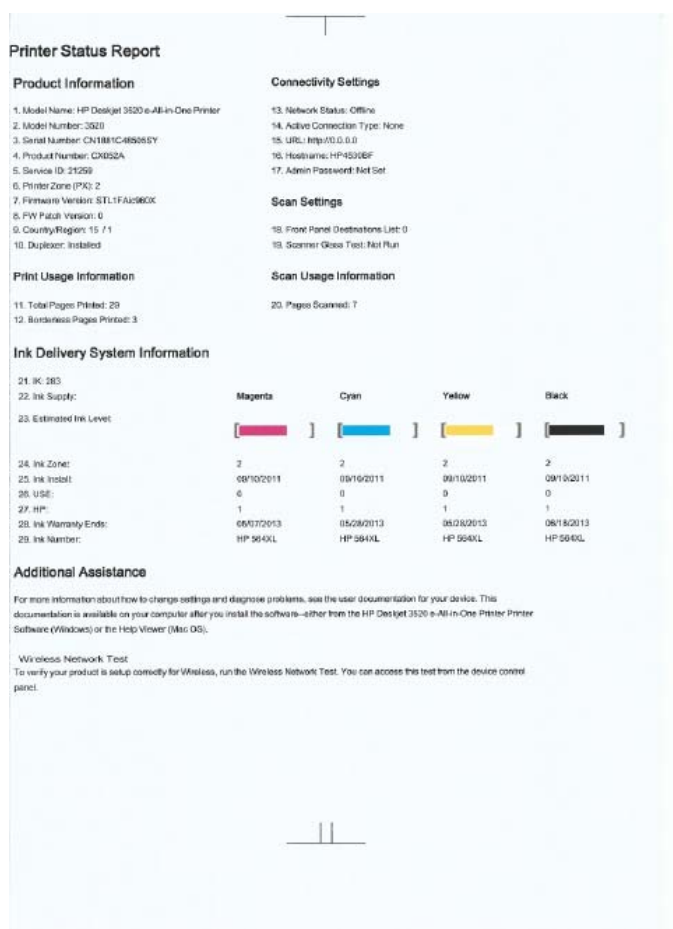 Printer Status Report
Product Information
1. Model Name: HP Deskjet 3520 e-All-in-One Printer
2. Model Number: 3520
3. Serial Number:
4. Product Number: CX052A
5. Service ID: 21259
6. Printer Zone (PX): 2
7. Firmware Version:
8. FW Patch Version: 0
9. Country/Region: 15 / 1
10. Duplexer: Installed
Print Usage Information
11. Total Pages Printed: 29
12. Borderless Pages Printed: 3
Connectivity Settings
13. Network Status: Offline
14. Active Connection Type: None
15. URL: http://0.0.0.0
16. Hostname: HP4530BF
17. Admin Password: Not Set
Scan Settings
18. Front Panel Destinations List: 0
19. Scanner Glass Test: Not Run
Scan Usage Information
20. Pages Scanned: 7
Ink Delivery System Information
21. IK: 283
22. Ink Supply: Magenta Cyan Yellow Black
23. Estimated Ink Level:
24. Ink Zone: 2 2 2 2
25. Ink Install: 09/10/2011 09/10/2011 09/10/2011 09/10/2011
26. USE: 0 0 0 0
27. HP: 1 1 1 1
28. Ink Warranty Ends: 05/28/2013 05/28/2013
29. Ink Number: HP 564XL HP 564XL HP 564XL HP 564XL
Additional Assistance
For more information about how to change settings and diagnose problems, see the user documentation for your device. This
documentation is available on your computer after you install the software--either from the HP Deskjet 3520 e-All-in-One Printer Printer
Software (Windows) or the Help Viewer (Mac OS).
Wireless Network Test
To verify your product is setup correctly for Wireless, run the Wireless Network Test. You can access this test from the device control
panel.